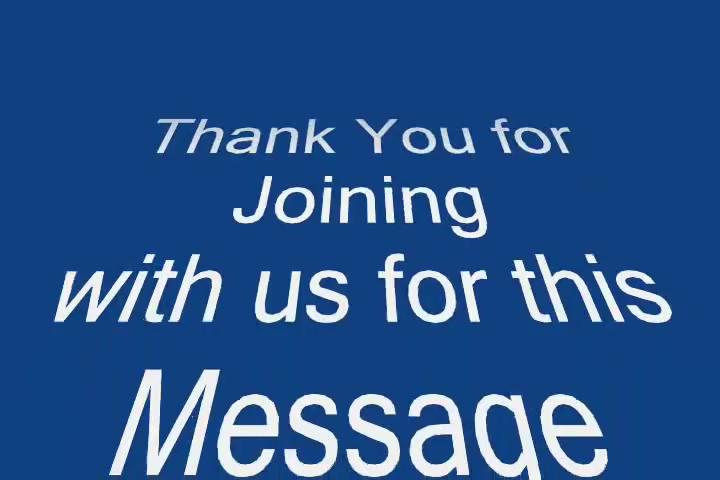 Thank You for
Joining
with us for this
Message